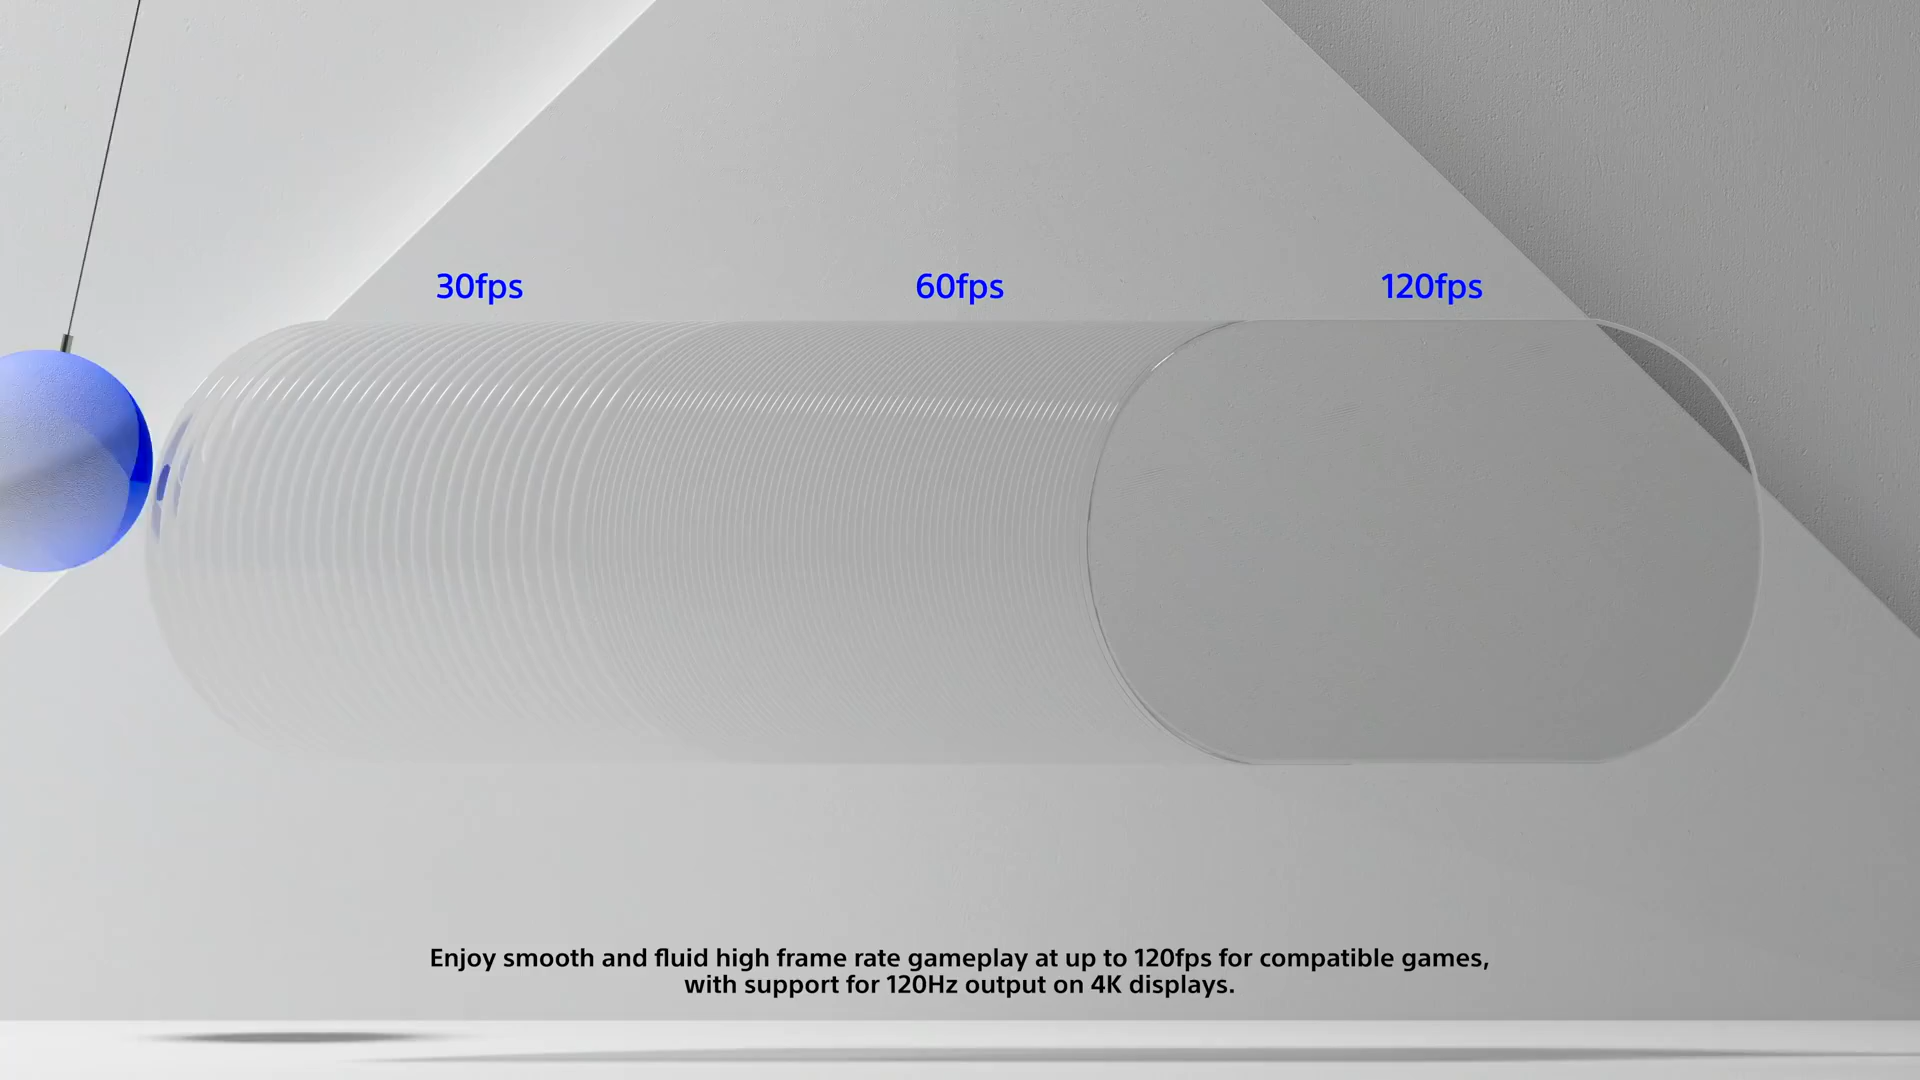 30fps 60fps 120fps
Enjoy smooth and fluid high frame rate gameplay at up to 120fps for compatible games,
with support for 120Hz output on 4K displays.